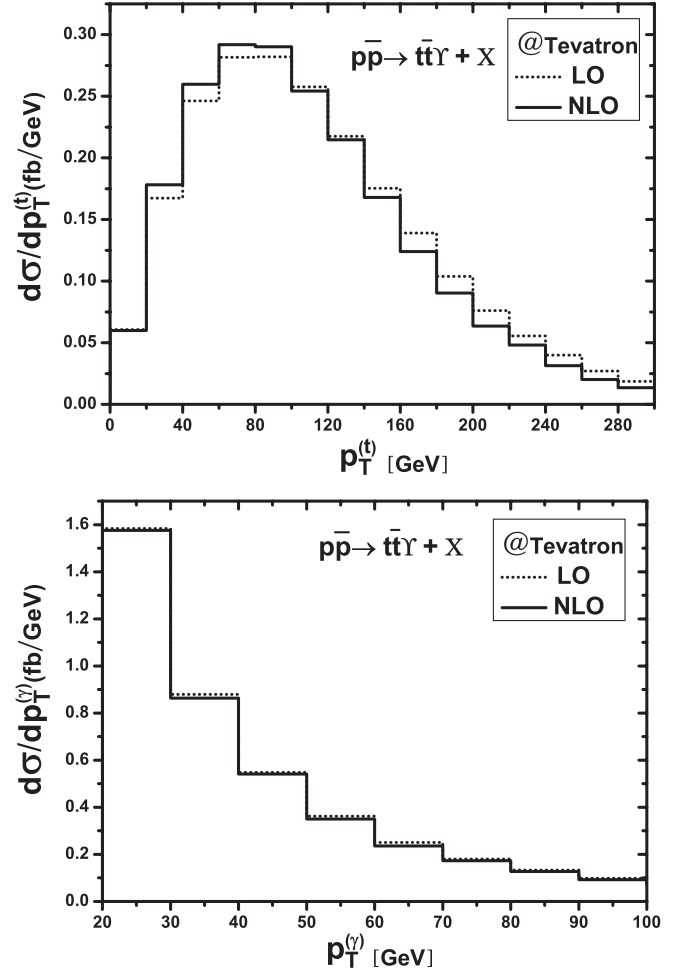 0.30
0.25
0.20
0.15
0.10
0.05
0.00
dσ/dp_T^(t)(fb/GeV)
pp̄→ tt̄ϒ + X
@Tevatron
LO
NLO
0 40 80 120 160 200 240 280
p_T^(t) [GeV]
1.6
1.4
1.2
1.0
0.8
0.6
0.4
0.2
0.0
dσ/dp_T^(γ)(fb/GeV)
pp̄→ tt̄ϒ + X
@Tevatron
LO
NLO
20 30 40 50 60 70 80 90 100
p_T^(γ) [GeV]